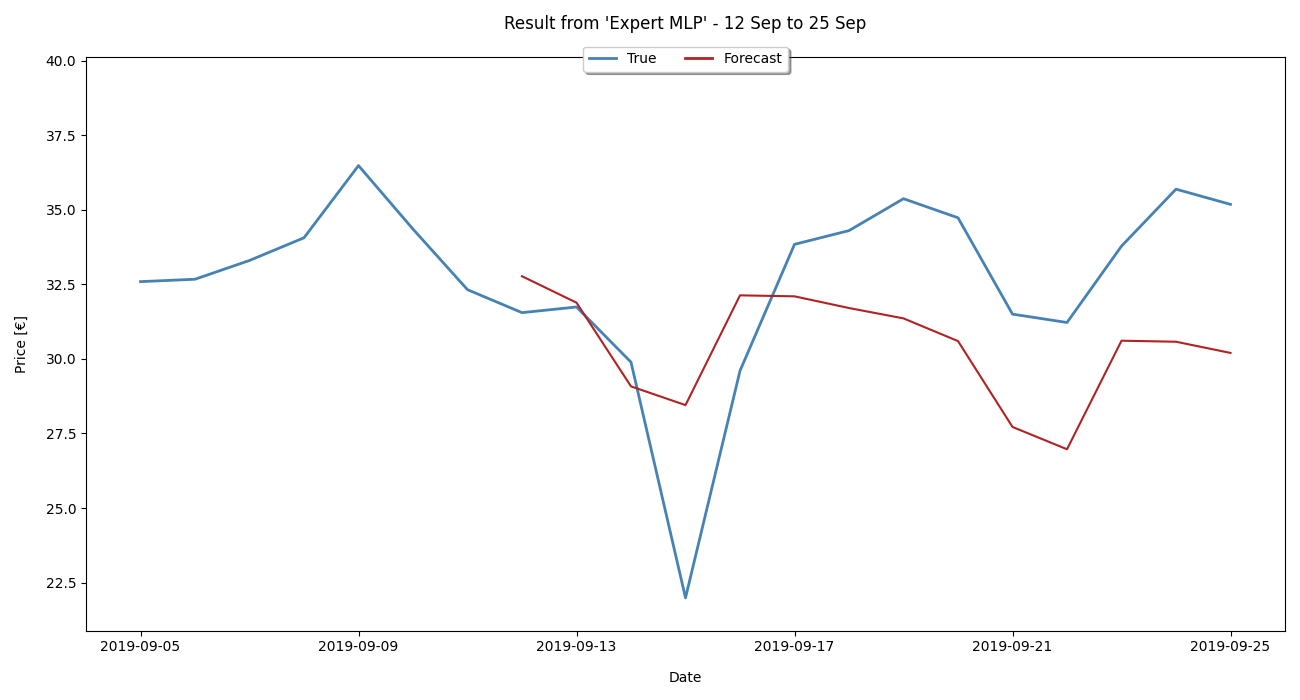 Result from 'Expert MLP' - 12 Sep to 25 Sep
True Forecast
40.0
37.5
35.0
32.5
30.0
27.5
25.0
22.5
Price [€]
2019-09-05 2019-09-09 2019-09-13 2019-09-17 2019-09-21 2019-09-25
Date